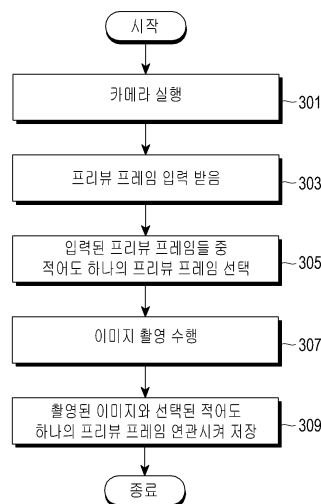 시작
카메라 실행
301
프리뷰 프레임 입력 받음
303
입력된 프리뷰 프레임들 중
적어도 하나의 프리뷰 프레임 선택
305
이미지 촬영 수행
307
촬영된 이미지와 선택된 적어도
하나의 프리뷰 프레임 연관시켜 저장
309
종료